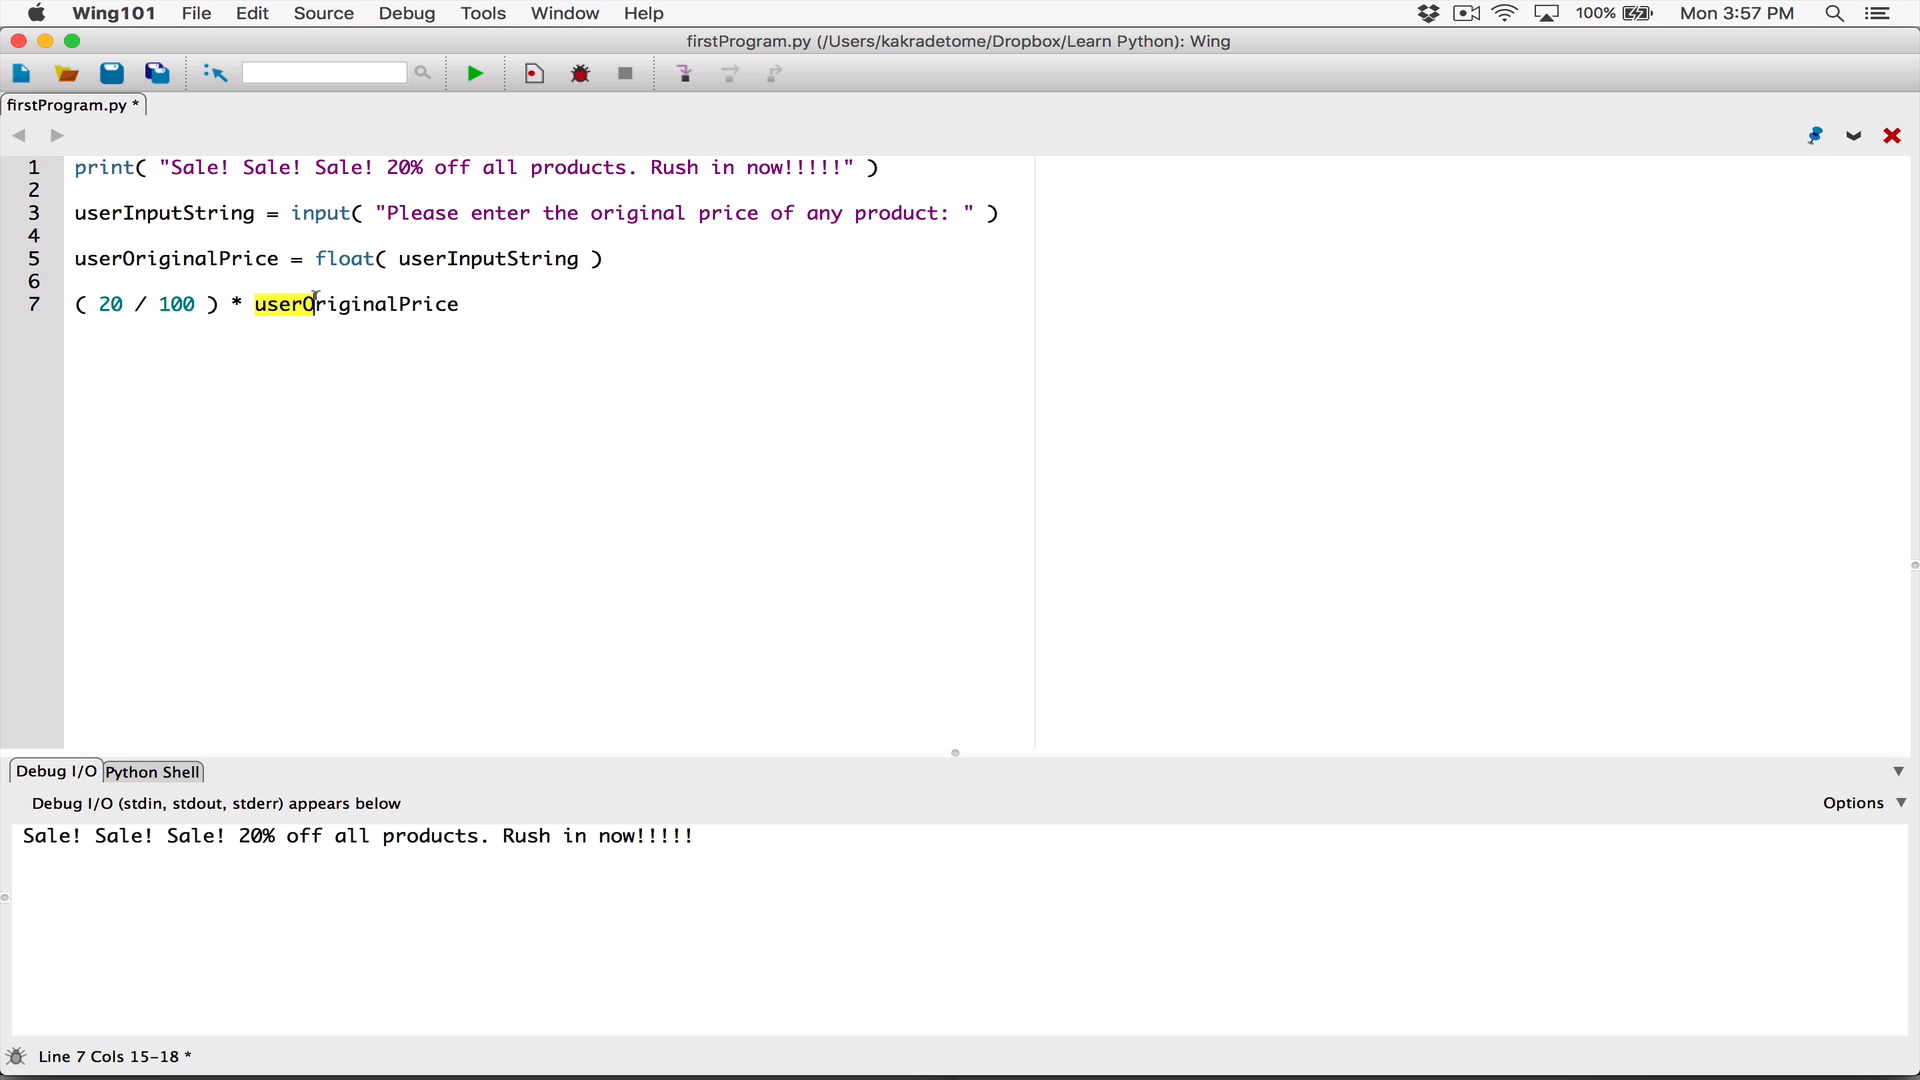 Wing101 File Edit Source Debug Tools Window Help 100% Mon 3:57 PM
firstProgram.py (/Users/kakradetome/Dropbox/Learn Python): Wing
firstProgram.py *
1 print( "Sale! Sale! Sale! 20% off all products. Rush in now!!!!!" )
2
3 userInputString = input( "Please enter the original price of any product: " )
4
5 userOriginalPrice = float( userInputString )
6
7 ( 20 / 100 ) * userOriginalPrice
Debug I/O Python Shell
Debug I/O (stdin, stdout, stderr) appears below Options
Sale! Sale! Sale! 20% off all products. Rush in now!!!!!
Line 7 Cols 15-18 *